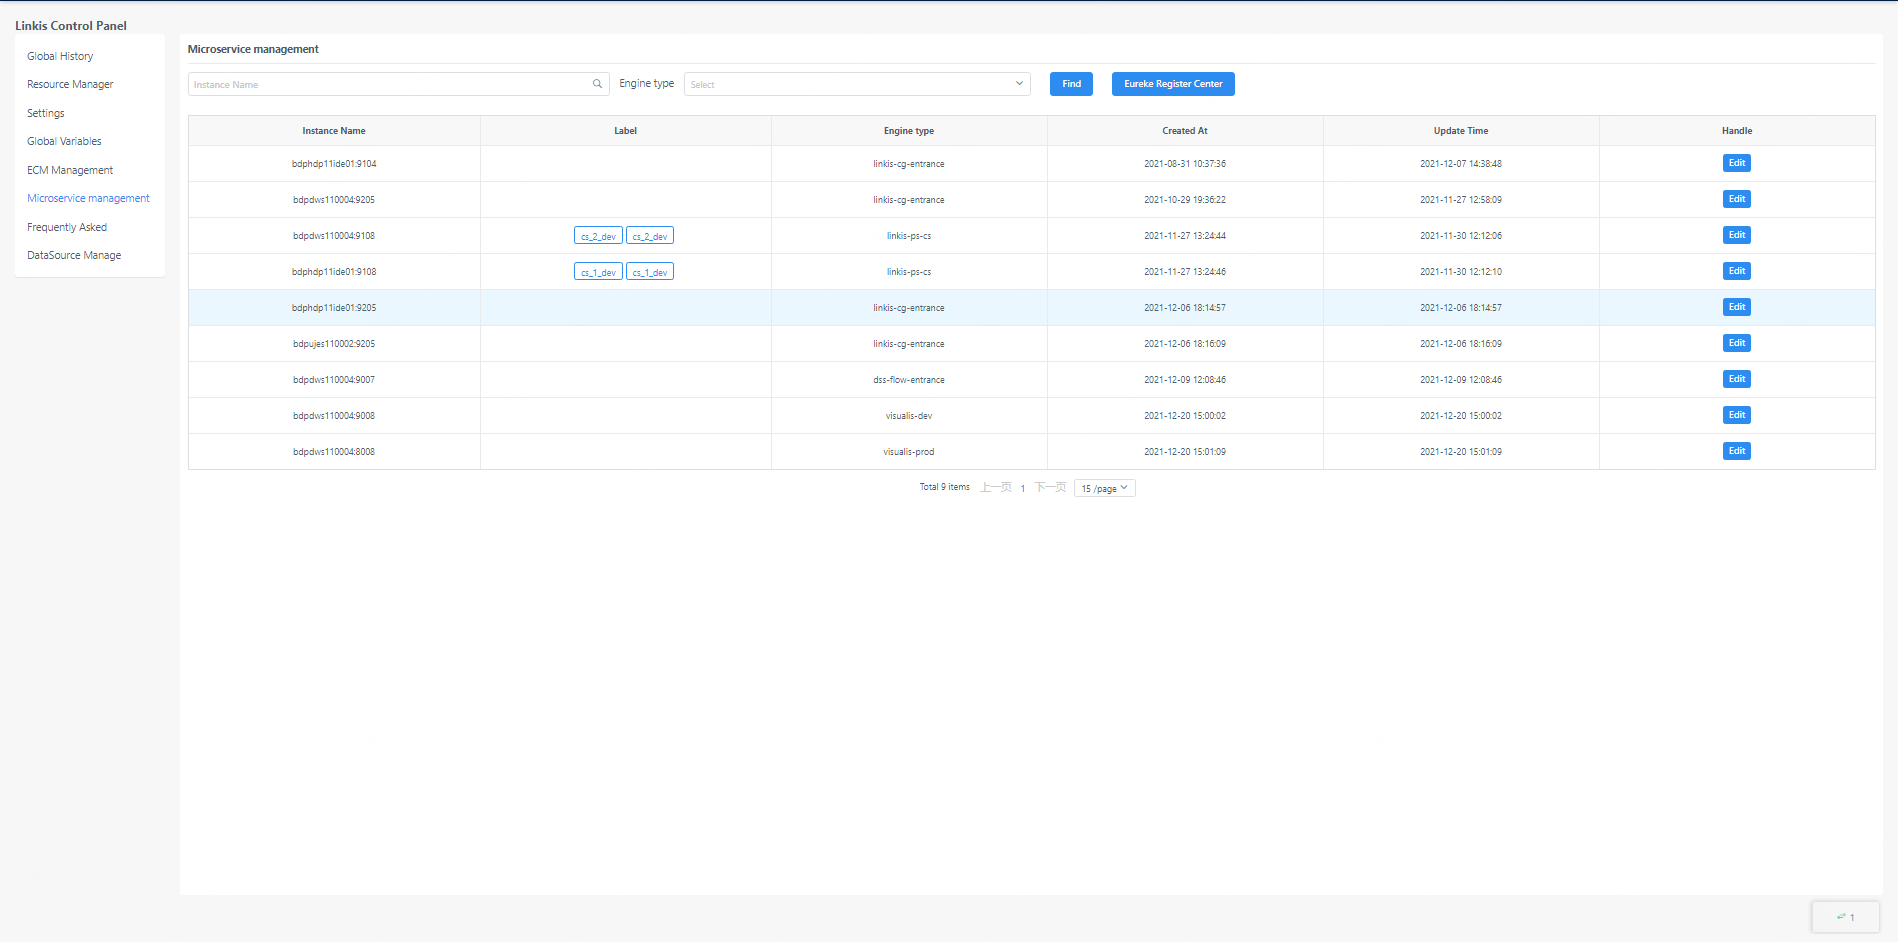 Linkis Control Panel
Global History
Resource Manager
Settings
Global Variables
ECM Management
Microservice management
Frequently Asked
DataSource Manage
Microservice management
Instance Name Engine type Select Find Eureke Register Center
Instance Name Label Engine type Created At Update Time Handle
bdphdp11ide01:9104 linkis-cg-entrance 2021-08-31 10:37:36 2021-12-07 14:38:48 Edit
bdpdws110004:9205 linkis-cg-entrance 2021-10-29 19:36:22 2021-11-27 12:58:09 Edit
bdpdws110004:9108 cs_2_dev cs_2_dev linkis-ps-cs 2021-11-27 13:24:44 2021-11-30 12:12:06 Edit
bdphdp11ide01:9108 cs_1_dev cs_1_dev linkis-ps-cs 2021-11-27 13:24:46 2021-11-30 12:12:10 Edit
bdphdp11ide01:9205 linkis-cg-entrance 2021-12-06 18:14:57 2021-12-06 18:14:57 Edit
bdpujes110002:9205 linkis-cg-entrance 2021-12-06 18:16:09 2021-12-06 18:16:09 Edit
bdpdws110004:9007 dss-flow-entrance 2021-12-09 12:08:46 2021-12-09 12:08:46 Edit
bdpdws110004:9008 visualis-dev 2021-12-20 15:00:02 2021-12-20 15:00:02 Edit
bdpdws110004:8008 visualis-prod 2021-12-20 15:01:09 2021-12-20 15:01:09 Edit
Total 9 items 上一页 1 下一页 15 /page
1